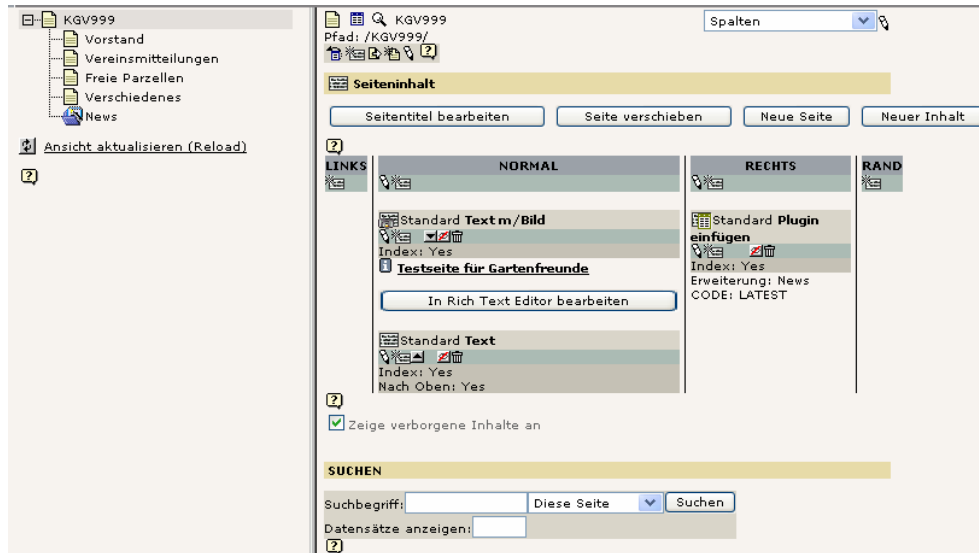 KGV999
Vorstand
Vereinsmitteilungen
Freie Parzellen
Verschiedenes
News
Ansicht aktualisieren (Reload)
KGV999
Spalten
Pfad: /KGV999/
Seiteninhalt
Seitentitel bearbeiten
Seite verschieben
Neue Seite
Neuer Inhalt
LINKS
NORMAL
RECHTS
RAND
Standard Text m/Bild
Index: Yes
Testseite für Gartenfreunde
In Rich Text Editor bearbeiten
Standard Text
Index: Yes
Nach Oben: Yes
Standard Plugin
einfügen
Index: Yes
Erweiterung: News
CODE: LATEST
Zeige verborgene Inhalte an
SUCHEN
Suchbegriff:
Diese Seite
Suchen
Datensätze anzeigen: